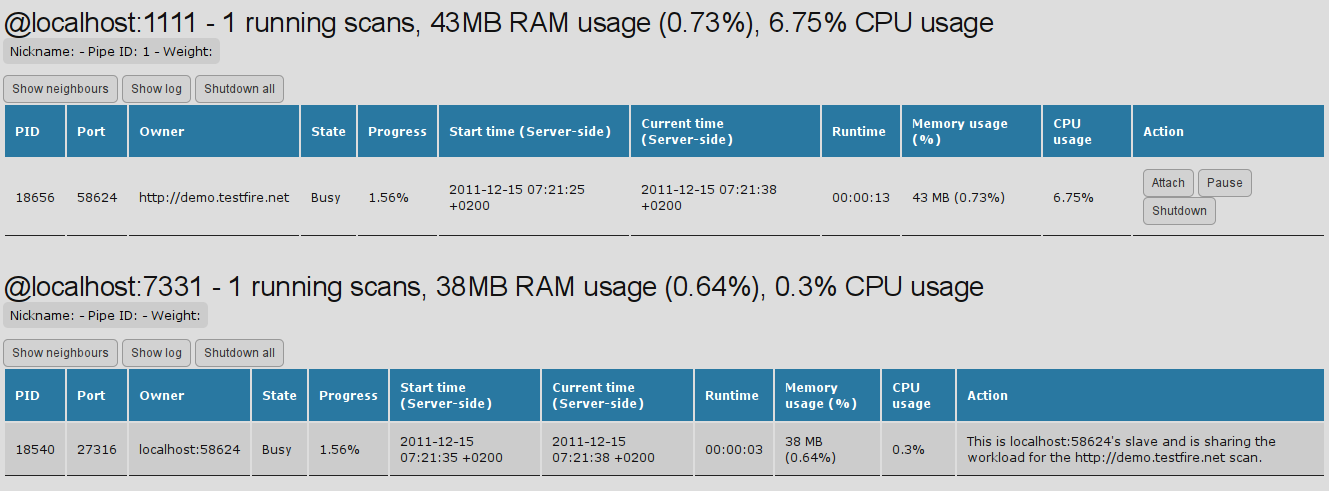 @localhost:1111 - 1 running scans, 43MB RAM usage (0.73%), 6.75% CPU usage
Nickname: - Pipe ID: 1 - Weight:
Show neighbours Show log Shutdown all
PID Port Owner State Progress Start time (Server-side) Current time (Server-side) Runtime Memory usage (%) CPU usage Action
18656 58624 http://demo.testfire.net Busy 1.56% 2011-12-15 07:21:25 +0200 2011-12-15 07:21:38 +0200 00:00:13 43 MB (0.73%) 6.75% Attach Pause Shutdown
@localhost:7331 - 1 running scans, 38MB RAM usage (0.64%), 0.3% CPU usage
Nickname: - Pipe ID: - Weight:
Show neighbours Show log Shutdown all
PID Port Owner State Progress Start time (Server-side) Current time (Server-side) Runtime Memory usage (%) CPU usage Action
18540 27316 localhost:58624 Busy 1.56% 2011-12-15 07:21:35 +0200 2011-12-15 07:21:38 +0200 00:00:03 38 MB (0.64%) 0.3% This is localhost:58624's slave and is sharing the workload for the http://demo.testfire.net scan.